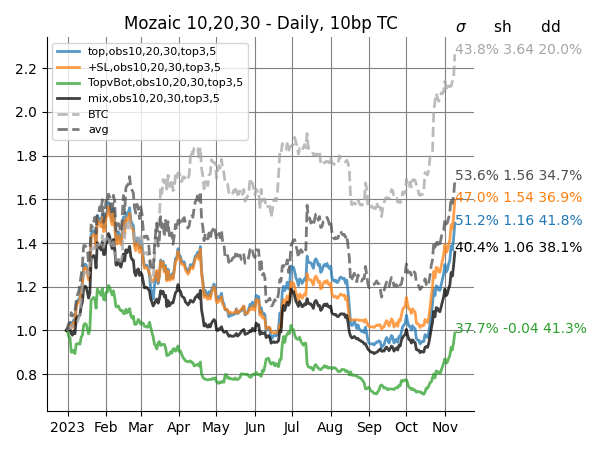 Mozaic 10,20,30 - Daily, 10bp TC
σ sh dd
top,obs10,20,30,top3,5
+SL,obs10,20,30,top3,5
TopvBot,obs10,20,30,top3,5
mix,obs10,20,30,top3,5
BTC
avg
43.8% 3.64 20.0%
53.6% 1.56 34.7%
47.0% 1.54 36.9%
51.2% 1.16 41.8%
40.4% 1.06 38.1%
37.7% -0.04 41.3%
2.2
2.0
1.8
1.6
1.4
1.2
1.0
0.8
2023 Feb Mar Apr May Jun Jul Aug Sep Oct Nov